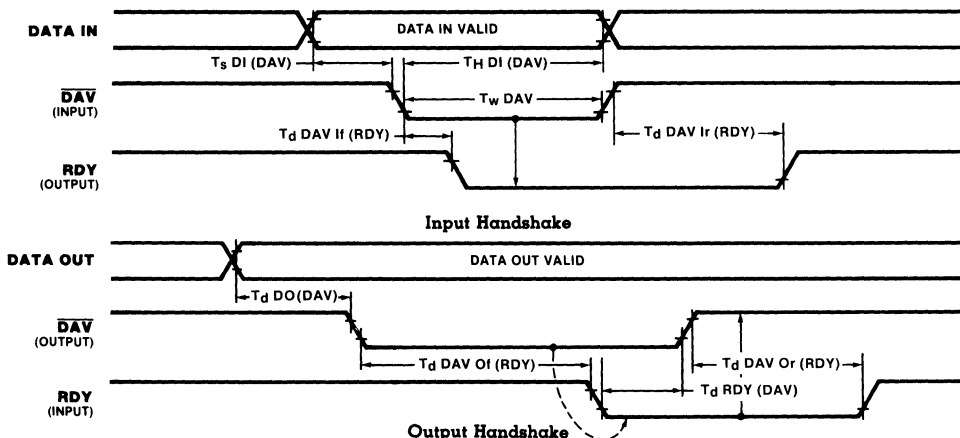 DATA IN
DATA IN VALID
Ts DI (DAV)
TH DI (DAV)
DAV
(INPUT)
Tw DAV
Td DAV If (RDY)
Td DAV Ir (RDY)
RDY
(OUTPUT)
Input Handshake
DATA OUT
DATA OUT VALID
Td DO (DAV)
DAV
(OUTPUT)
Td DAV Of (RDY)
Td DAV Or (RDY)
Td RDY (DAV)
RDY
(INPUT)
Output Handshake